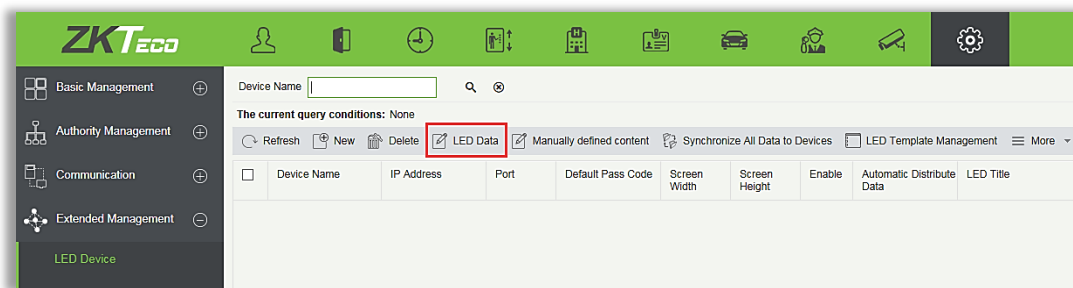 ZKTeco
Basic Management
Authority Management
Communication
Extended Management
LED Device
Device Name
The current query conditions: None
Refresh New Delete LED Data Manually defined content Synchronize All Data to Devices LED Template Management More
Device Name IP Address Port Default Pass Code Screen Width Screen Height Enable Automatic Distribute Data LED Title